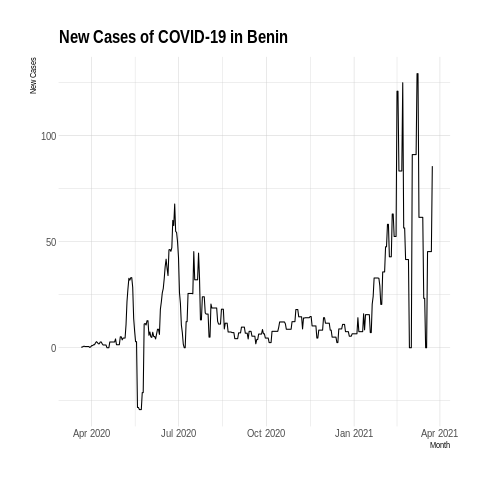 New Cases of COVID-19 in Benin
New Cases
100
50
0
Apr 2020 Jul 2020 Oct 2020 Jan 2021 Apr 2021
Month